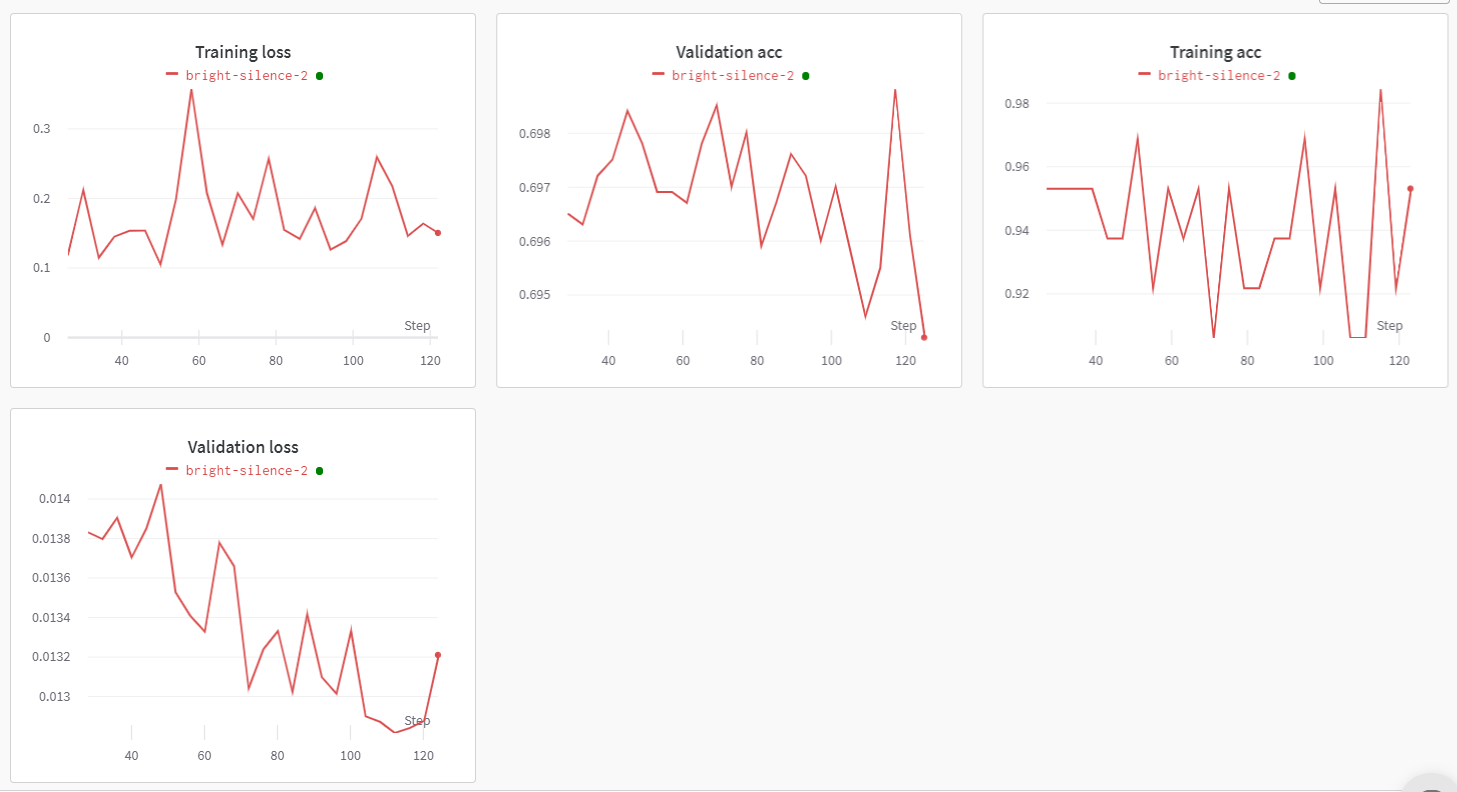 Training loss
bright-silence-2
0.3
0.2
0.1
0
Step
40 60 80 100 120
Validation acc
bright-silence-2
0.698
0.697
0.696
0.695
Step
40 60 80 100 120
Training acc
bright-silence-2
0.98
0.96
0.94
0.92
Step
40 60 80 100 120
Validation loss
bright-silence-2
0.014
0.0138
0.0136
0.0134
0.0132
0.013
Step
40 60 80 100 120